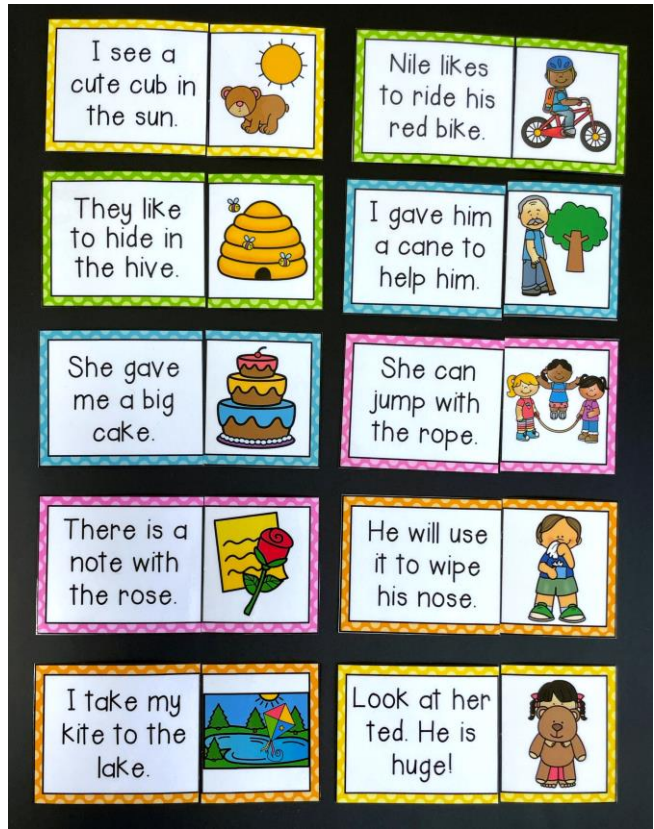 I see a
cute cub in
the sun.
Nile likes
to ride his
red bike.
They like
to hide in
the hive.
I gave him
a cane to
help him.
She gave
me a big
cake.
She can
jump with
the rope.
There is a
note with
the rose.
He will use
it to wipe
his nose.
I take my
kite to the
lake.
Look at her
ted. He is
huge!